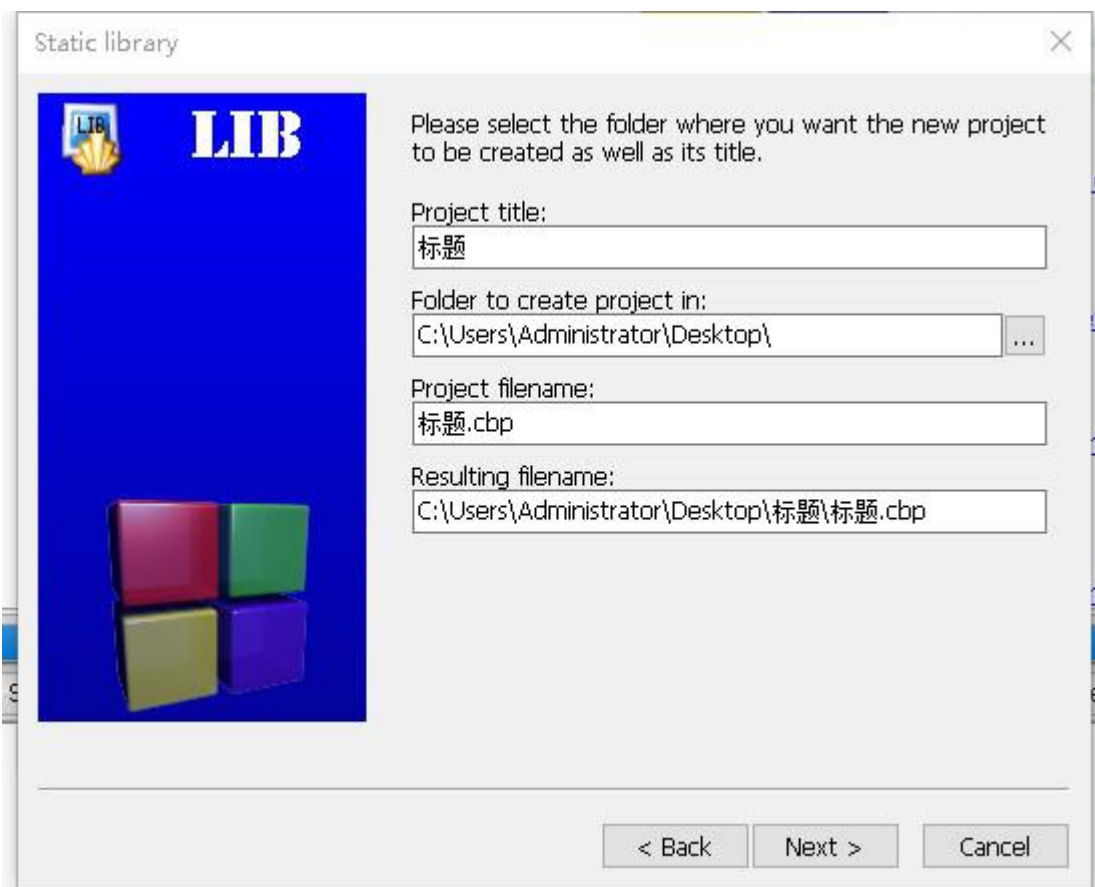 Static library
LIB
LIB
Please select the folder where you want the new project
to be created as well as its title.
Project title:
标题
Folder to create project in:
C:\Users\Administrator\Desktop\
...
Project filename:
标题.cbp
Resulting filename:
C:\Users\Administrator\Desktop\标题\标题.cbp
< Back
Next >
Cancel